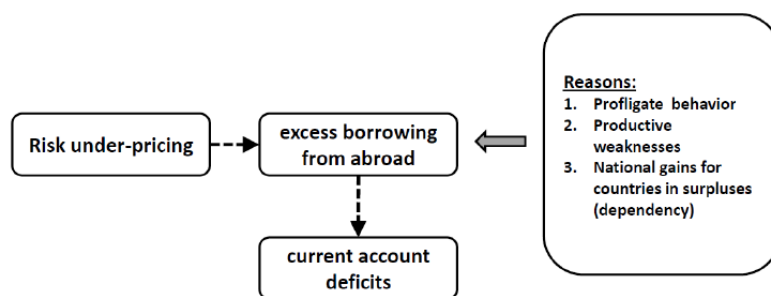 Risk under-pricing
excess borrowing
from abroad
current account
deficits
Reasons:
1. Profligate behavior
2. Productive
weaknesses
3. National gains for
countries in surpluses
(dependency)